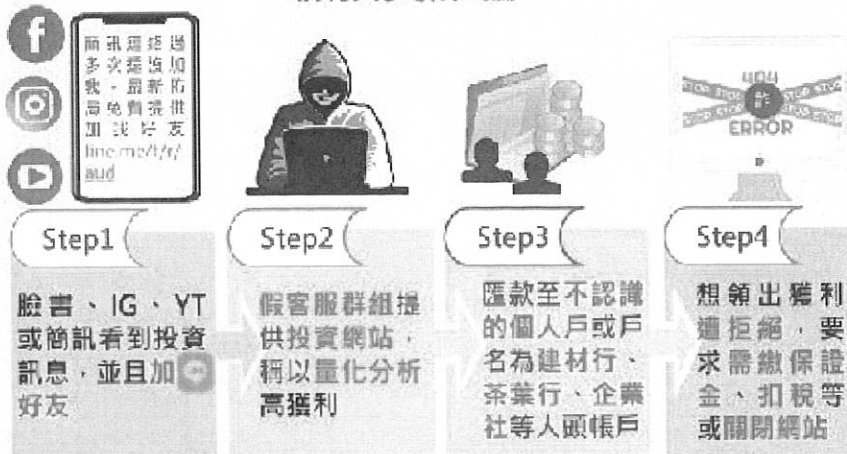 簡訊這終過
多次還沒加
我，最新佈
局免費提供
加我好友
line.me/t/r/
aud
404
ERROR
Step1
臉書、IG、YT
或簡訊看到投資
訊息，並且加
好友
Step2
假客服群組提
供投資網站，
稱以量化分析
高獲利
Step3
匯款至不認識
的個人戶或戶
名為建材行、
茶葉行、企業
社等人頭帳戶
Step4
想領出獲利
遭拒絕，要
求需繳保證
金、扣稅等
或關閉網站